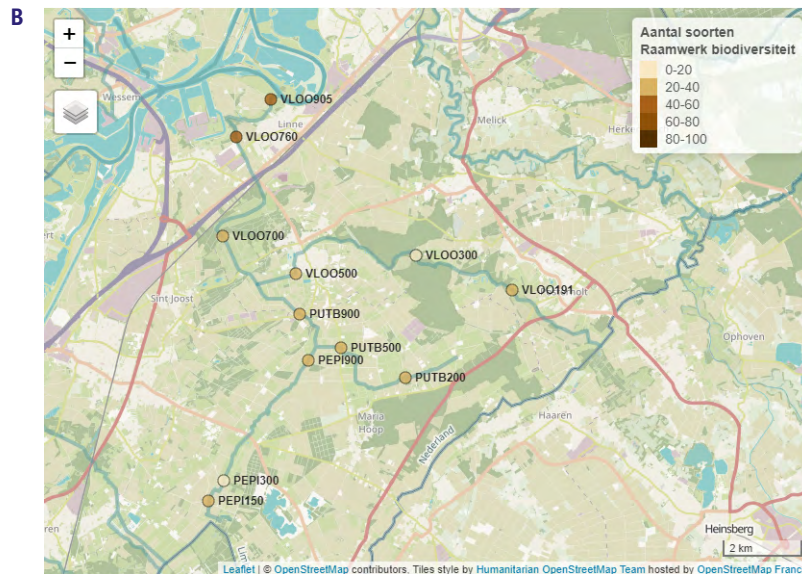 B
+
−
Aantal soorten
Raamwerk biodiversiteit
0-20
20-40
40-60
60-80
80-100
Wessem
VLOO905
Linne
VLOO760
Melick
VLOO700
VLOO300
VLOO500
VLOO191
Sint Joost
PUTB900
Ophoven
PUTB500
PEPI900
PUTB200
Maria
Hoop
Haaren
Nederland
PEPI300
PEPI150
Heinsberg
2 km
Leaflet | © OpenStreetMap contributors. Tiles style by Humanitarian OpenStreetMap Team hosted by OpenStreetMap Franc